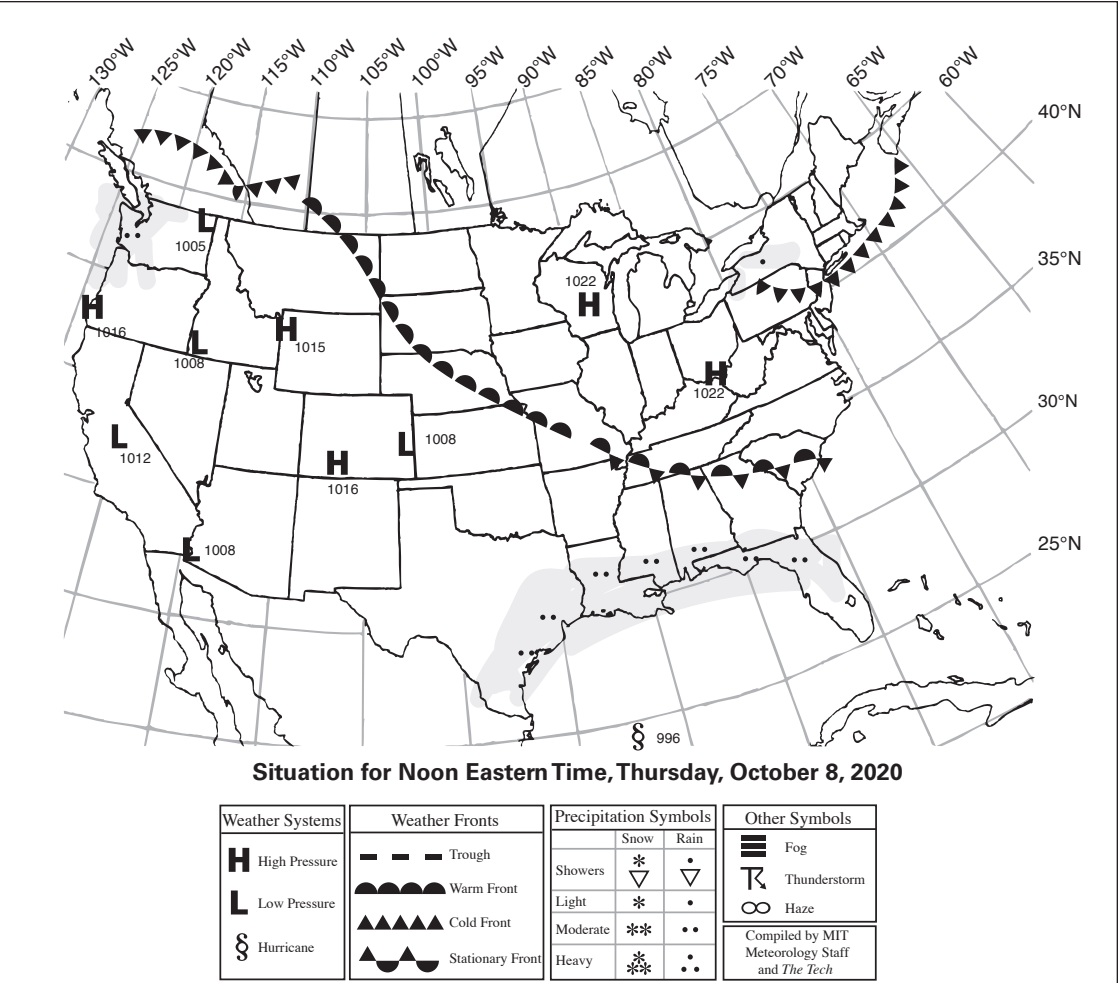 130°W 125°W 120°W 115°W 110°W 105°W 100°W 95°W 90°W 85°W 80°W 75°W 70°W 65°W 60°W
40°N
35°N
30°N
25°N
L
1005
H
1016
L
1008
H
1015
1022
H
H
1022
L
1012
L
1008
H
1016
L
1008
§ 996
Situation for Noon Eastern Time, Thursday, October 8, 2020
Weather Systems
H High Pressure
L Low Pressure
§ Hurricane
Weather Fronts
Trough
Warm Front
Cold Front
Stationary Front
Precipitation Symbols
Snow Rain
Showers
Light
Moderate
Heavy
Other Symbols
Fog
Thunderstorm
Haze
Compiled by MIT
Meteorology Staff
and The Tech